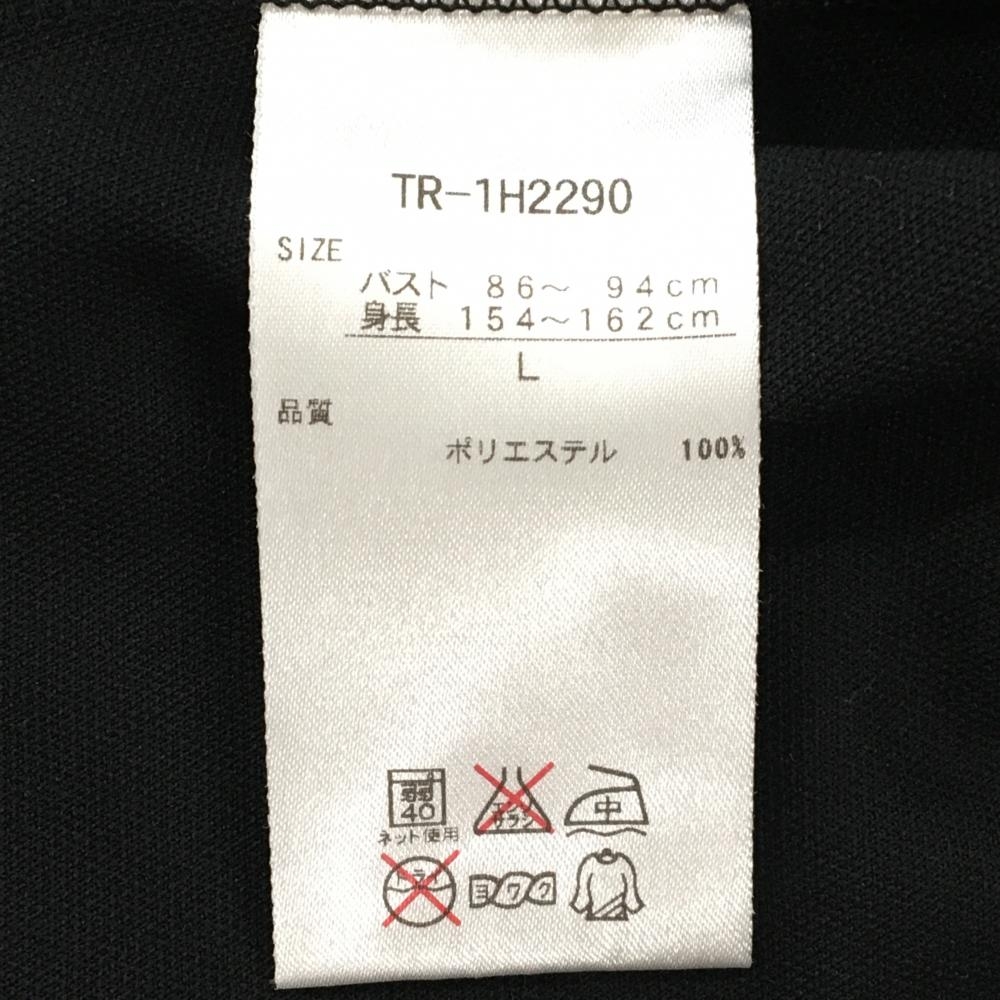 TR-1H2290
SIZE
バスト 86～ 94cm
身長 154～162cm
L
品質
ポリエステル 100%
弱
40
ネット使用
エンソ
サラシ
中
ドライ
ヨワク